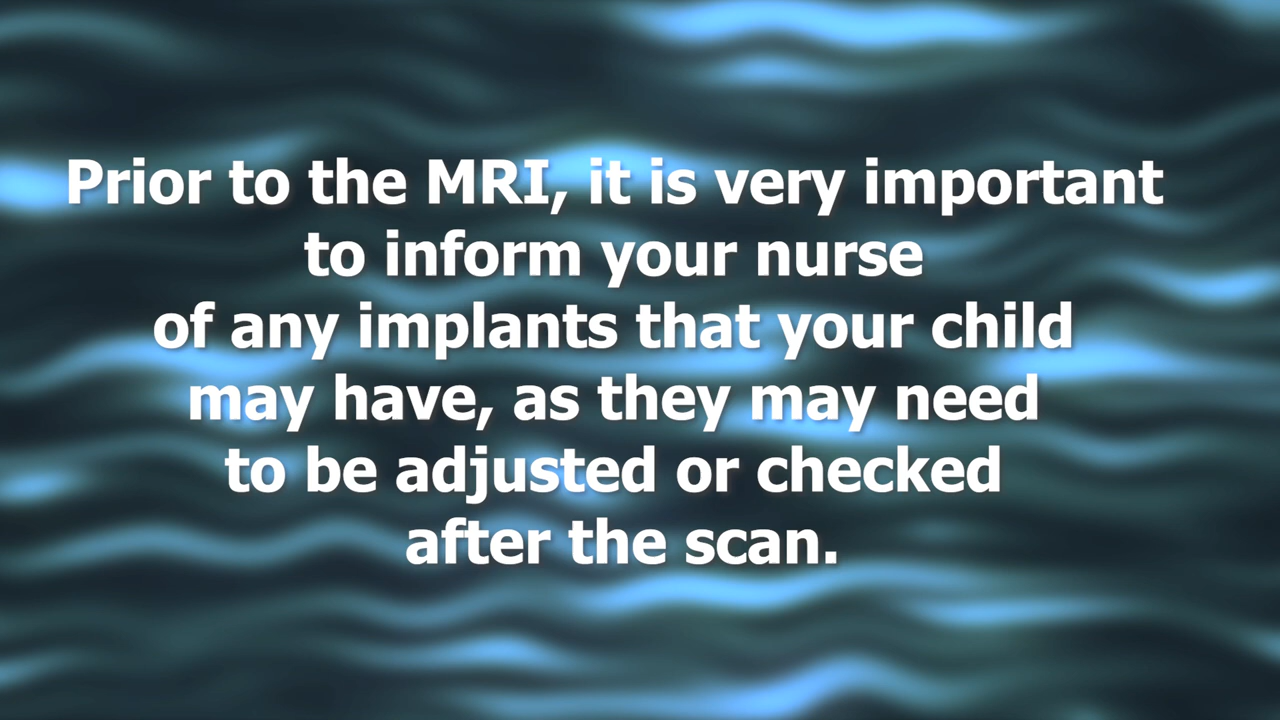 Prior to the MRI, it is very important
to inform your nurse
of any implants that your child
may have, as they may need
to be adjusted or checked
after the scan.